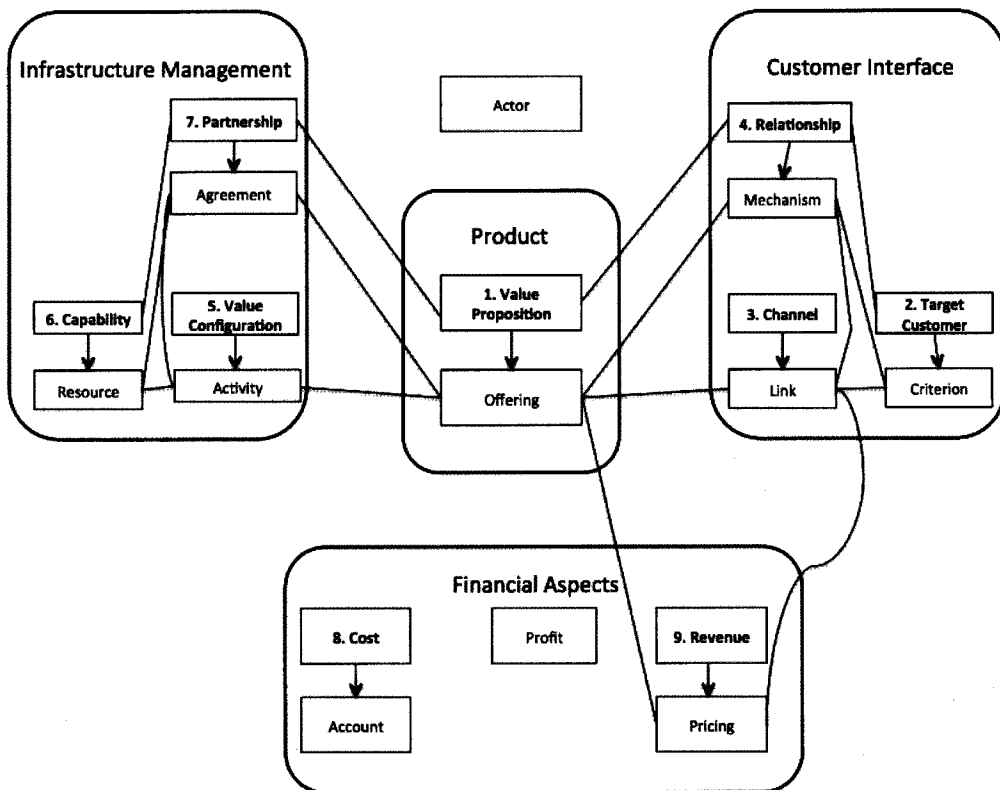 Infrastructure Management
7. Partnership
Agreement
6. Capability
5. Value
Configuration
Resource
Activity
Actor
Product
1. Value
Proposition
Offering
Customer Interface
4. Relationship
Mechanism
3. Channel
2. Target
Customer
Link
Criterion
Financial Aspects
8. Cost
Profit
9. Revenue
Account
Pricing